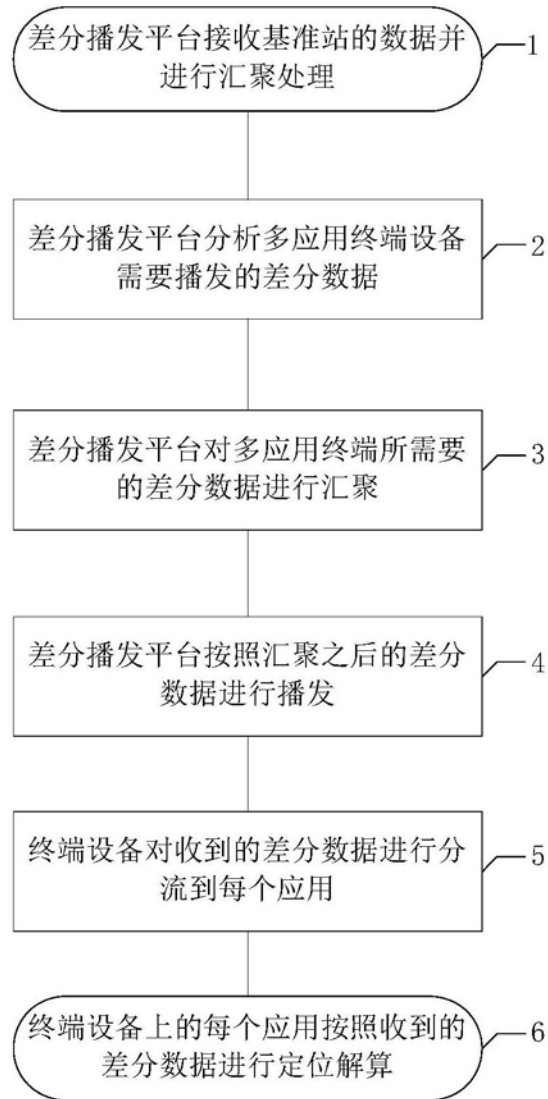 差分播发平台接收基准站的数据并
进行汇聚处理
1
差分播发平台分析多应用终端设备
需要播发的差分数据
2
差分播发平台对多应用终端所需要
的差分数据进行汇聚
3
差分播发平台按照汇聚之后的差分
数据进行播发
4
终端设备对收到的差分数据进行分
流到每个应用
5
终端设备上的每个应用按照收到的
差分数据进行定位解算
6